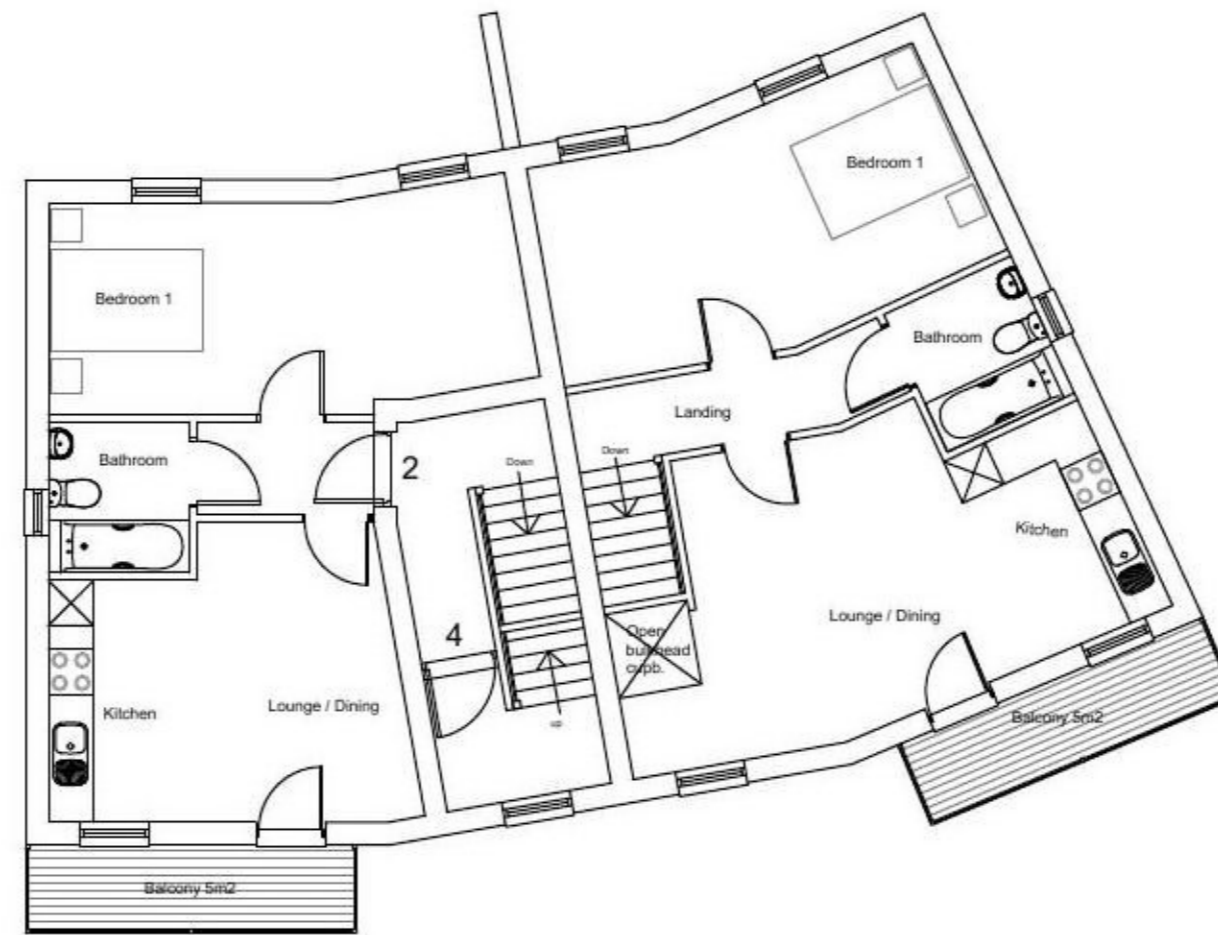 Bedroom 1
Bedroom 1
Bathroom
Landing
Bathroom
2
Down
Down
Kitchen
Lounge / Dining
4
Open
bulkhead
cupb.
Lounge / Dining
Kitchen
up
Balcony 5m2
Balcony 5m2